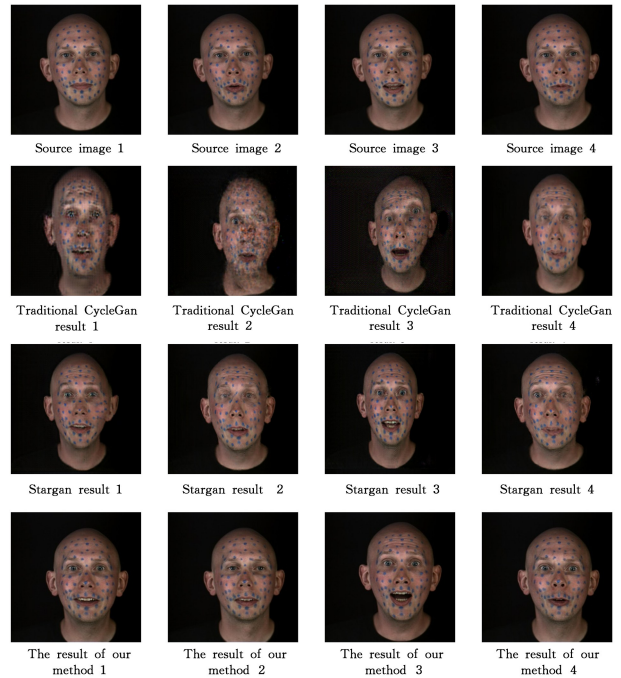 Source image 1
Source image 2
Source image 3
Source image 4
Traditional CycleGan
result 1
Traditional CycleGan
result 2
Traditional CycleGan
result 3
Traditional CycleGan
result 4
Stargan result 1
Stargan result 2
Stargan result 3
Stargan result 4
The result of our
method 1
The result of our
method 2
The result of our
method 3
The result of our
method 4